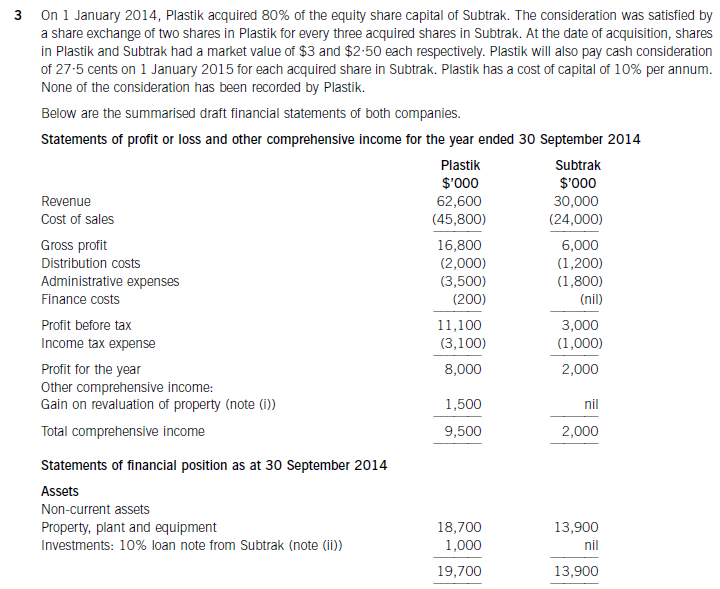 3 On 1 January 2014, Plastik acquired 80% of the equity share capital of Subtrak. The consideration was satisfied by
a share exchange of two shares in Plastik for every three acquired shares in Subtrak. At the date of acquisition, shares
in Plastik and Subtrak had a market value of $3 and $2·50 each respectively. Plastik will also pay cash consideration
of 27·5 cents on 1 January 2015 for each acquired share in Subtrak. Plastik has a cost of capital of 10% per annum.
None of the consideration has been recorded by Plastik.
Below are the summarised draft financial statements of both companies.
Statements of profit or loss and other comprehensive income for the year ended 30 September 2014
Plastik Subtrak
$'000 $'000
Revenue 62,600 30,000
Cost of sales (45,800) (24,000)
Gross profit 16,800 6,000
Distribution costs (2,000) (1,200)
Administrative expenses (3,500) (1,800)
Finance costs (200) (nil)
Profit before tax 11,100 3,000
Income tax expense (3,100) (1,000)
Profit for the year 8,000 2,000
Other comprehensive income:
Gain on revaluation of property (note (i)) 1,500 nil
Total comprehensive income 9,500 2,000
Statements of financial position as at 30 September 2014
Assets
Non-current assets
Property, plant and equipment 18,700 13,900
Investments: 10% loan note from Subtrak (note (ii)) 1,000 nil
19,700 13,900